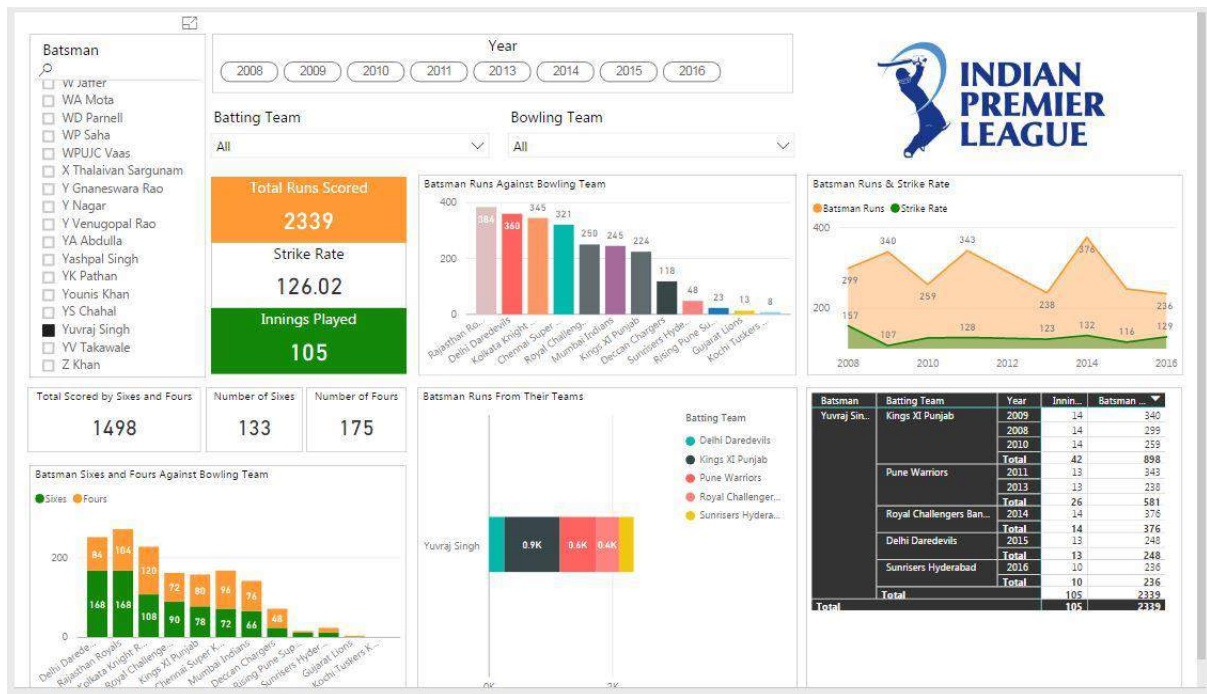 Batsman
W Jaffer
WA Mota
WD Parnell
WP Saha
WPUJC Vaas
X Thalaivan Sargunam
Y Gnaneswara Rao
Y Nagar
Y Venugopal Rao
YA Abdulla
Yashpal Singh
YK Pathan
Younis Khan
YS Chahal
Yuvraj Singh
YV Takawale
Z Khan
Year
2008 2009 2010 2011 2013 2014 2015 2016
Batting Team
All
Bowling Team
All
INDIAN
PREMIER
LEAGUE
Total Runs Scored
2339
Strike Rate
126.02
Innings Played
105
Batsman Runs Against Bowling Team
400
200
0
384 360 345 321 250 245 224 118 48 23 13 8
Rajasthan Ro...
Delhi Daredevils
Kolkata Knight ...
Chennai Super ...
Royal Challeng...
Mumbai Indians
Kings XI Punjab
Deccan Chargers
Sunrisers Hyde...
Rising Pune Su...
Gujarat Lions
Kochi Tuskers ...
Batsman Runs & Strike Rate
Batsman Runs Strike Rate
400
200
299 340 259 343 238 376 236
157 107 128 123 132 116 129
2008 2010 2012 2014 2016
Total Scored by Sixes and Fours
1498
Number of Sixes
133
Number of Fours
175
Batsman Sixes and Fours Against Bowling Team
Sixes Fours
200
0
84 104 120 72 80 96 76 48
168 168 108 90 78 72 66
Delhi Darede...
Rajasthan Royals
Kolkata Knight R...
Royal Challenge...
Kings XI Punjab
Chennai Super K...
Mumbai Indians
Deccan Chargers
Rising Pune Sup...
Sunrisers Hyder...
Gujarat Lions
Kochi Tuskers K...
Batsman Runs From Their Teams
Batting Team
Delhi Daredevils
Kings XI Punjab
Pune Warriors
Royal Challenger...
Sunrisers Hydera...
Yuvraj Singh
0.9K 0.6K 0.4K
0K 2K
Batsman Batting Team Year Innin... Batsman ...
Yuvraj Sin... Kings XI Punjab 2009 14 340
2008 14 299
2010 14 259
Total 42 898
Pune Warriors 2011 13 343
2013 13 238
Total 26 581
Royal Challengers Ban... 2014 14 376
Total 14 376
Delhi Daredevils 2015 13 248
Total 13 248
Sunrisers Hyderabad 2016 10 236
Total 10 236
Total 105 2339
Total 105 2339